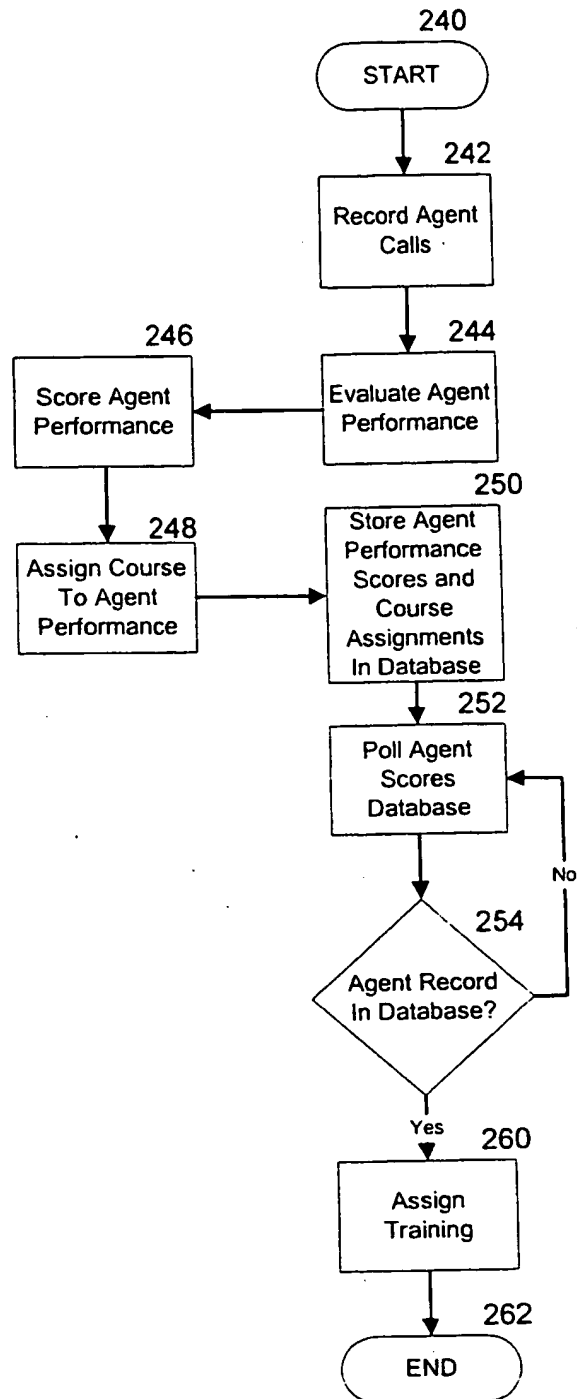 240
START
242
Record Agent
Calls
244
Evaluate Agent
Performance
246
Score Agent
Performance
248
Assign Course
To Agent
Performance
250
Store Agent
Performance
Scores and
Course
Assignments
In Database
252
Poll Agent
Scores
Database
No
254
Agent Record
In Database?
Yes
260
Assign
Training
262
END